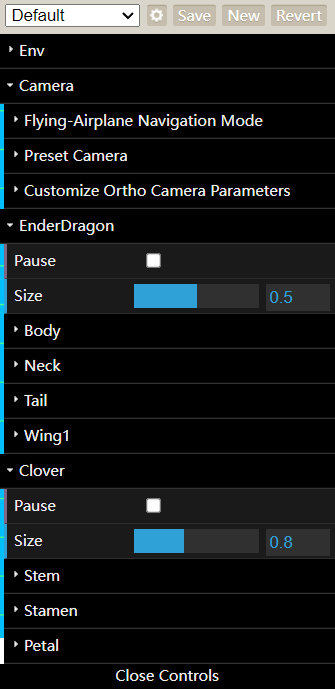 Default Save New Revert
Env
Camera
Flying-Airplane Navigation Mode
Preset Camera
Customize Ortho Camera Parameters
EnderDragon
Pause
Size 0.5
Body
Neck
Tail
Wing1
Clover
Pause
Size 0.8
Stem
Stamen
Petal
Close Controls